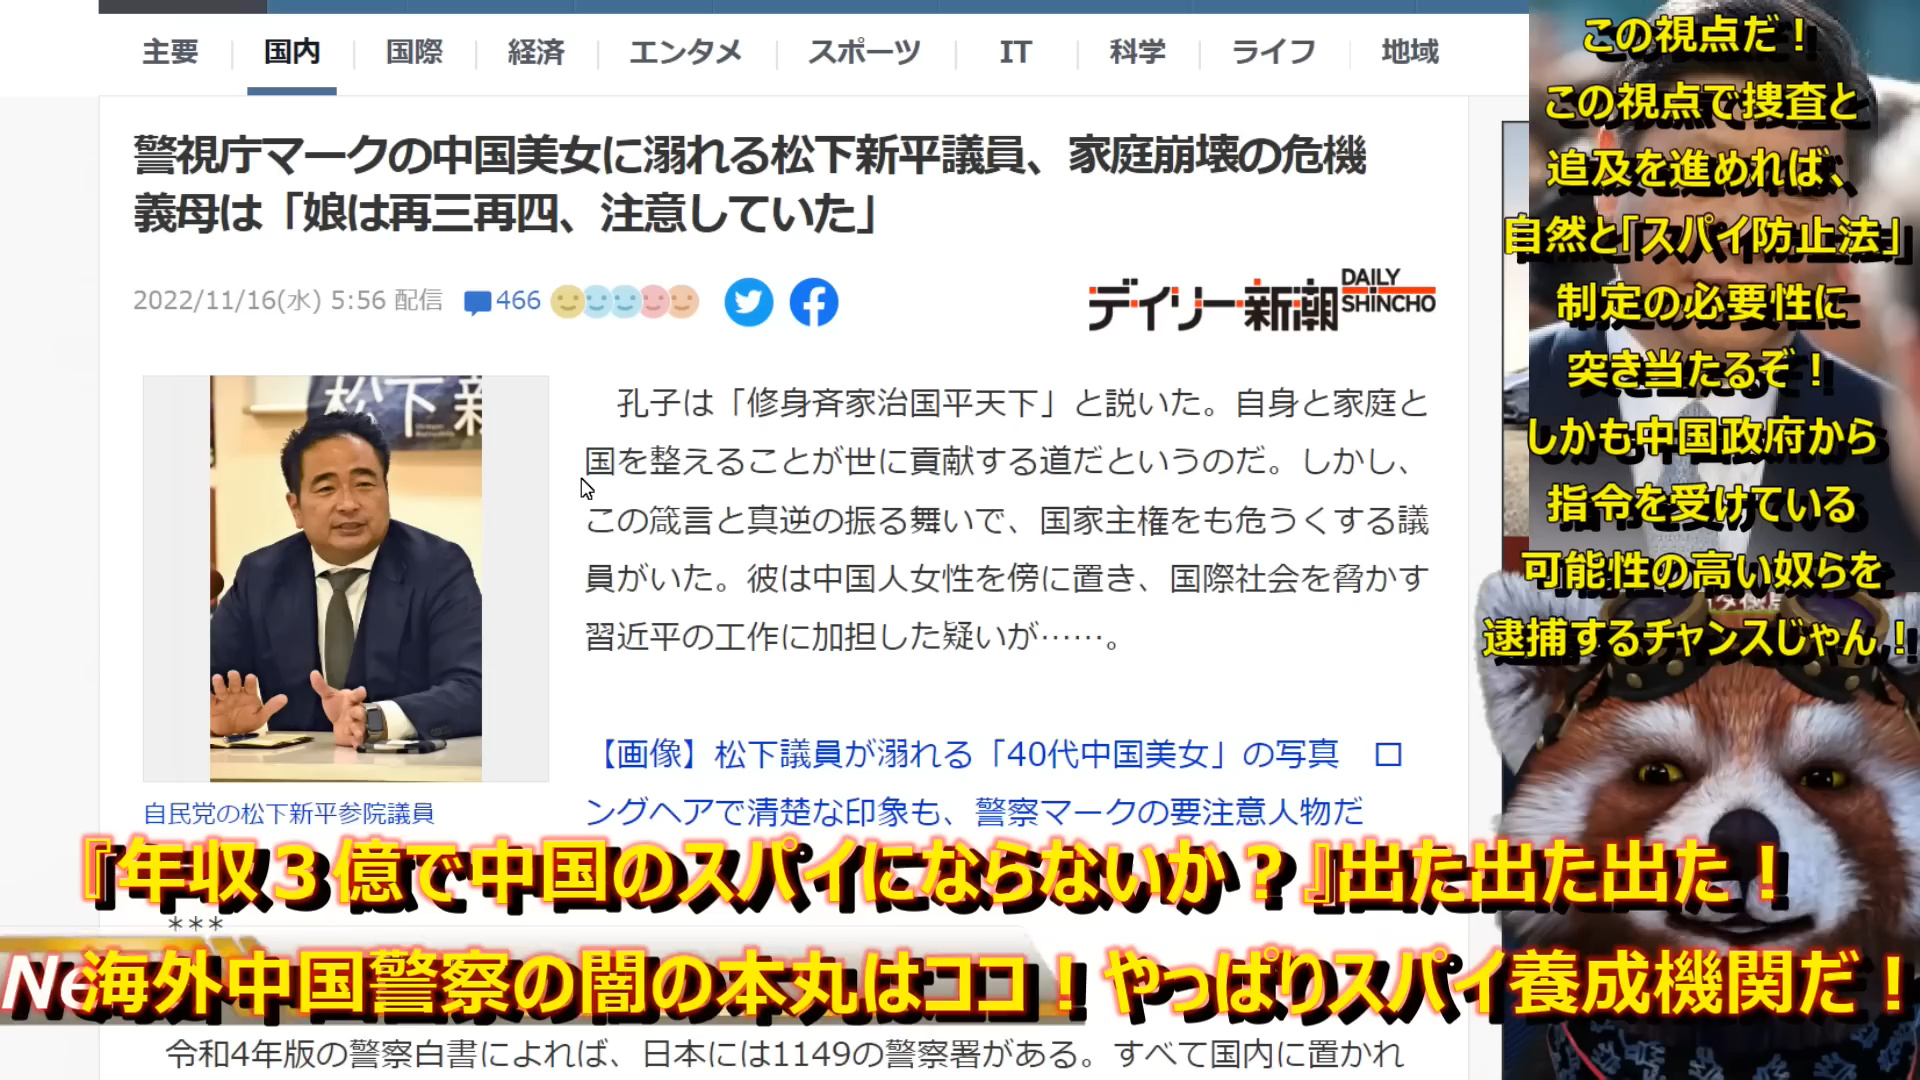 主要
国内
国際
経済
エンタメ
スポーツ
IT
科学
ライフ
地域
警視庁マークの中国美女に溺れる松下新平議員、家庭崩壊の危機
義母は「娘は再三再四、注意していた」
2022/11/16(水) 5:56 配信
466
デイリー新潮
DAILY
SHINCHO
孔子は「修身斉家治国平天下」と説いた。自身と家庭と
国を整えることが世に貢献する道だというのだ。しかし、
この箴言と真逆の振る舞いで、国家主権をも危うくする議
員がいた。彼は中国人女性を傍に置き、国際社会を脅かす
習近平の工作に加担した疑いが……。
【画像】松下議員が溺れる「40代中国美女」の写真　ロ
ングヘアで清楚な印象も、警察マークの要注意人物だ
松下新
自民党の松下新平参院議員
『年収３億で中国のスパイにならないか？』出た出た出た！
＊＊＊
Ne
海外中国警察の闇の本丸はココ！やっぱりスパイ養成機関だ！
令和4年版の警察白書によれば、日本には1149の警察署がある。すべて国内に置かれ
この視点だ！
この視点で捜査と
追及を進めれば、
自然と「スパイ防止法」
制定の必要性に
突き当たるぞ！
しかも中国政府から
指令を受けている
可能性の高い奴らを
逮捕するチャンスじゃん！